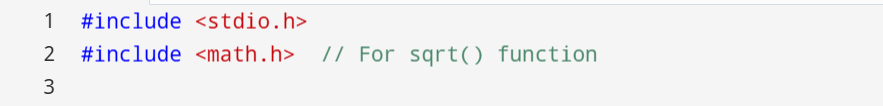 1 #include <stdio.h>
2 #include <math.h>  // For sqrt() function
3